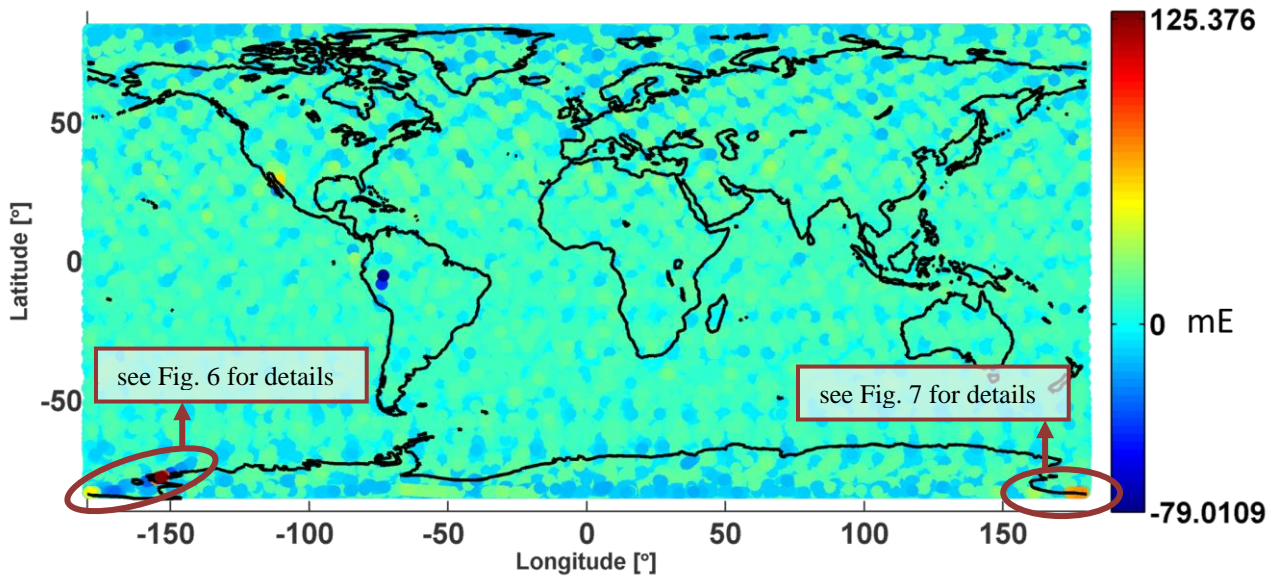 125.376
50
Latitude [°]
0
0 mE
see Fig. 6 for details
see Fig. 7 for details
-50
-79.0109
-150
-100
-50
0
50
100
150
Longitude [°]